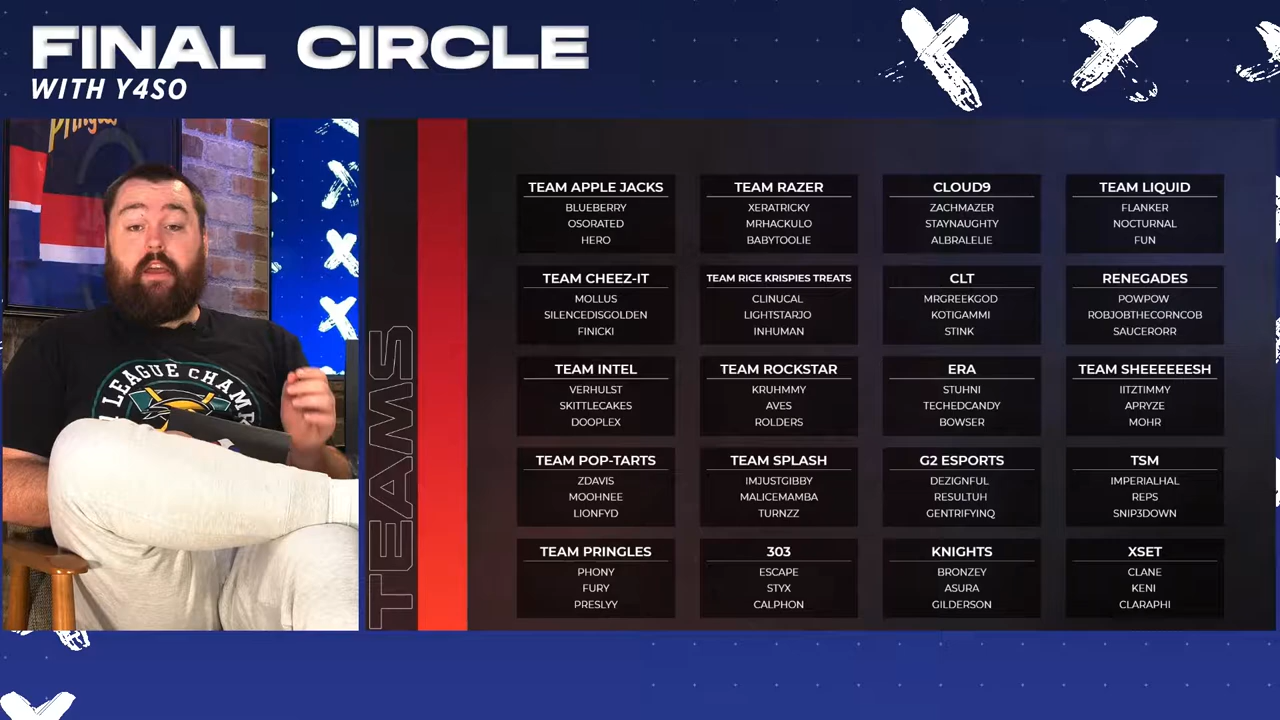 FINAL CIRCLE
WITH Y4SO
Pringles
LEAGUE CHAMP
TEAMS
TEAM APPLE JACKS
BLUEBERRY
OSORATED
HERO
TEAM RAZER
XERATRICKY
MRHACKULO
BABYTOOLIE
CLOUD9
ZACHMAZER
STAYNAUGHTY
ALBRALELIE
TEAM LIQUID
FLANKER
NOCTURNAL
FUN
TEAM CHEEZ-IT
MOLLUS
SILENCEDISGOLDEN
FINICKI
TEAM RICE KRISPIES TREATS
CLINUCAL
LIGHTSTARJO
INHUMAN
CLT
MRGREEKGOD
KOTIGAMMI
STINK
RENEGADES
POWPOW
ROBJOBTHECORNCOB
SAUCERORR
TEAM INTEL
VERHULST
SKITTLECAKES
DOOPLEX
TEAM ROCKSTAR
KRUHMMY
AVES
ROLDERS
ERA
STUHNI
TECHEDCANDY
BOWSER
TEAM SHEEEEEESH
IITZTIMMY
APRYZE
MOHR
TEAM POP-TARTS
ZDAVIS
MOOHNEE
LIONFYD
TEAM SPLASH
IMJUSTGIBBY
MALICEMAMBA
TURNZZ
G2 ESPORTS
DEZIGNFUL
RESULTUH
GENTRIFYINQ
TSM
IMPERIALHAL
REPS
SNIP3DOWN
TEAM PRINGLES
PHONY
FURY
PRESLYY
303
ESCAPE
STYX
CALPHON
KNIGHTS
BRONZEY
ASURA
GILDERSON
XSET
CLANE
KENI
CLARAPHI